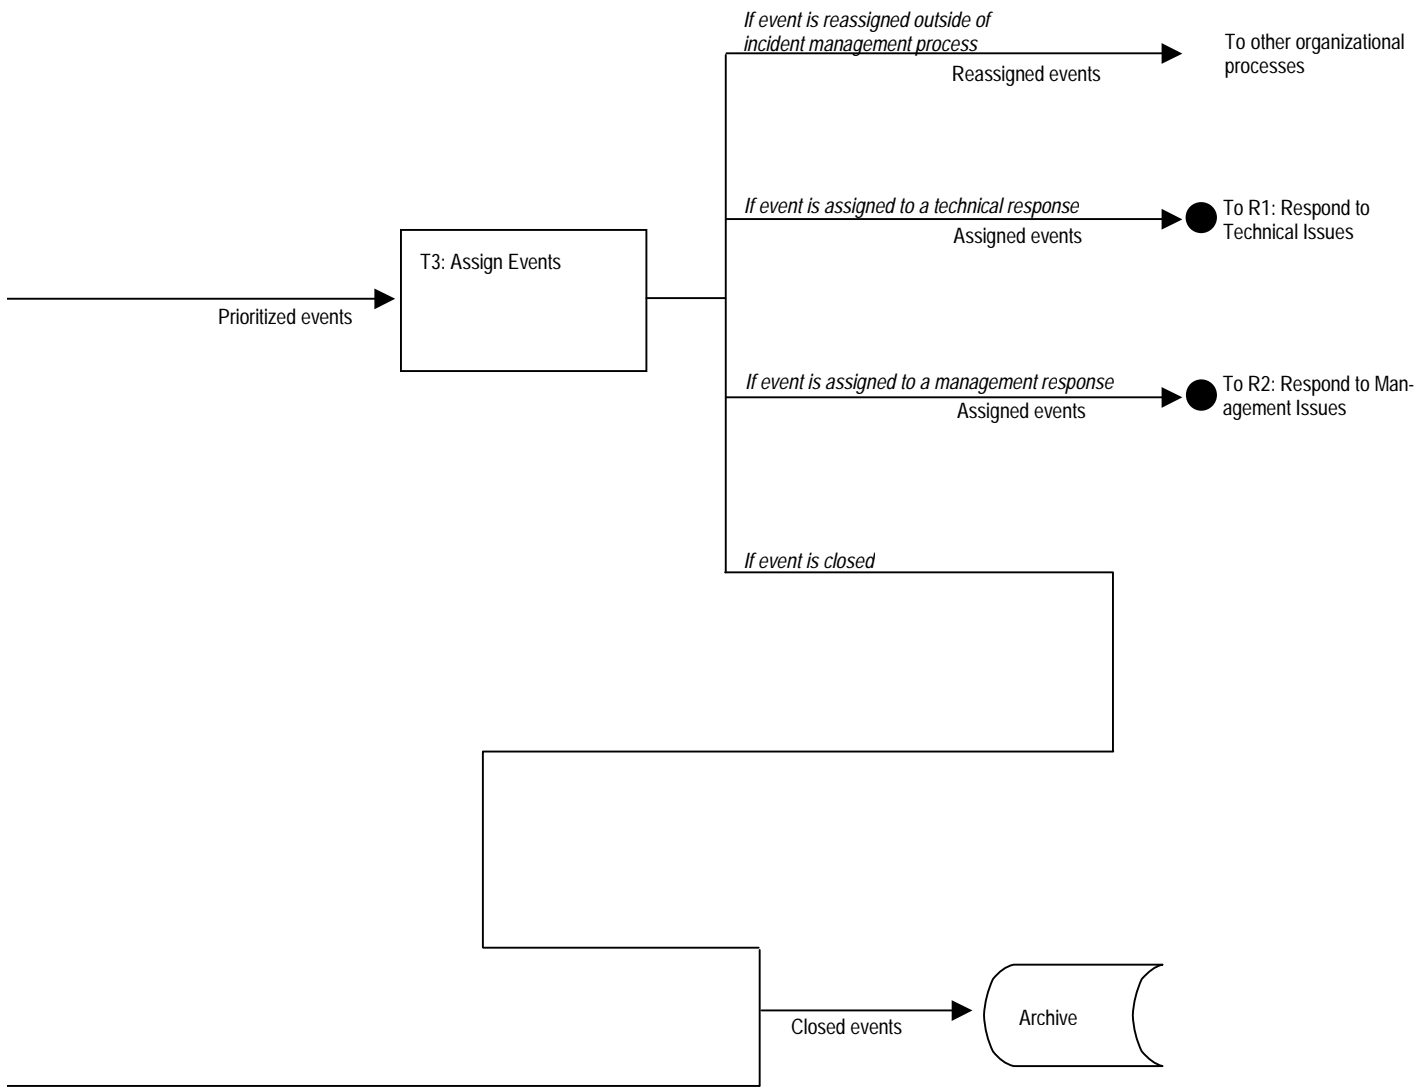 If event is reassigned outside of
incident management process
Reassigned events
To other organizational
processes
If event is assigned to a technical response
Assigned events
To R1: Respond to
Technical Issues
T3: Assign Events
Prioritized events
If event is assigned to a management response
Assigned events
To R2: Respond to Man-
agement Issues
If event is closed
Closed events
Archive